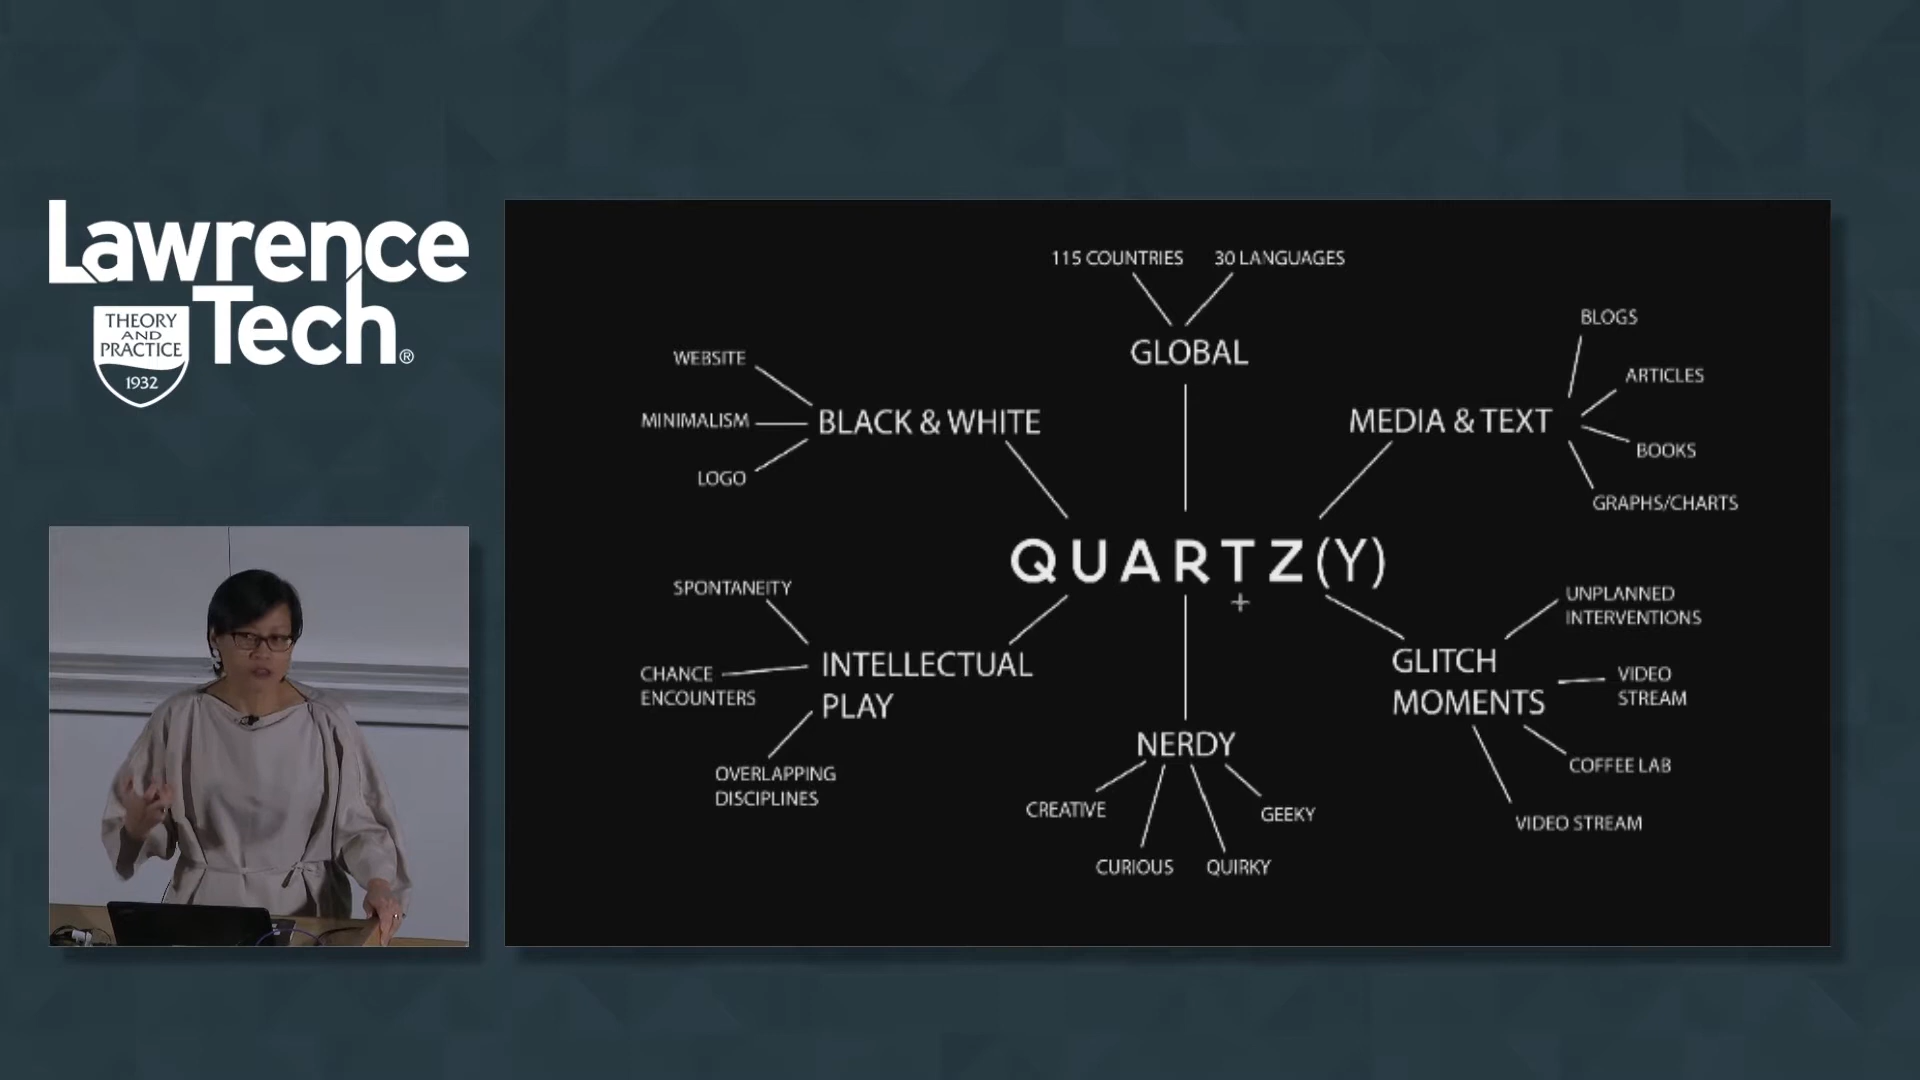 Lawrence
Tech®
THEORY
AND
PRACTICE
1932
115 COUNTRIES
30 LANGUAGES
GLOBAL
WEBSITE
MINIMALISM
LOGO
BLACK & WHITE
MEDIA & TEXT
BLOGS
ARTICLES
BOOKS
GRAPHS/CHARTS
QUARTZ(Y)
+
SPONTANEITY
CHANCE
ENCOUNTERS
OVERLAPPING
DISCIPLINES
INTELLECTUAL
PLAY
NERDY
CREATIVE
CURIOUS
QUIRKY
GEEKY
GLITCH
MOMENTS
UNPLANNED
INTERVENTIONS
VIDEO
STREAM
COFFEE LAB
VIDEO STREAM